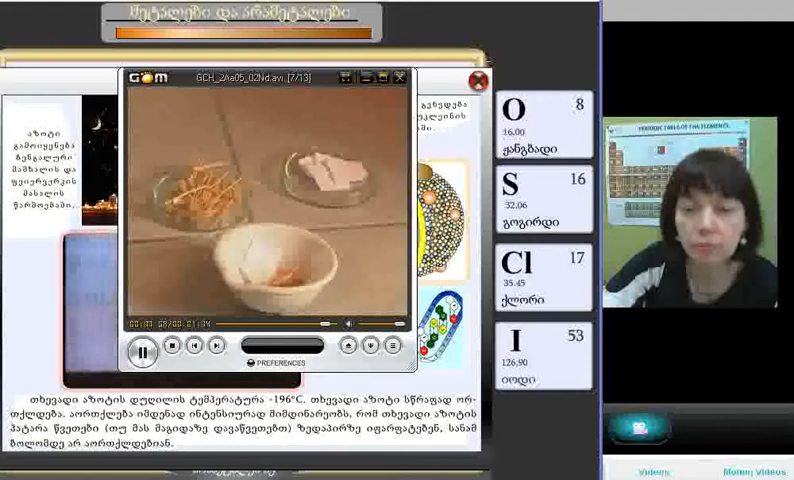 მეტალები და არამეტალები
GOM
GCH_2Aa05_02Nd.avi [7/13]
აზოტი
გამოიყენება
ბენგალური
მაშხალის და
ფეიერვერკის
მასალის
წარმოებაში.
გვხვდება
PREFERENCES
O 8
16.00
ჟანგბადი
S 16
32.06
გოგირდი
Cl 17
35.45
ქლორი
I 53
126,90
იოდი
PERIODIC TABLE OF THE ELEMENTS
თხევადი აზოტის დუღილის ტემპერატურა -196°C. თხევადი აზოტი სწრაფად ორ-
თქლდება. აორთქლება იმდენად ინტენსიურად მიმდინარეობს, რომ თხევადი აზოტის
პატარა წვეთები (თუ მას მაგიდაზე დავაწვეთებთ) ზედაპირზე იფარფატებენ, სანამ
ბოლომდე არ აორთქლდებიან.
Videos